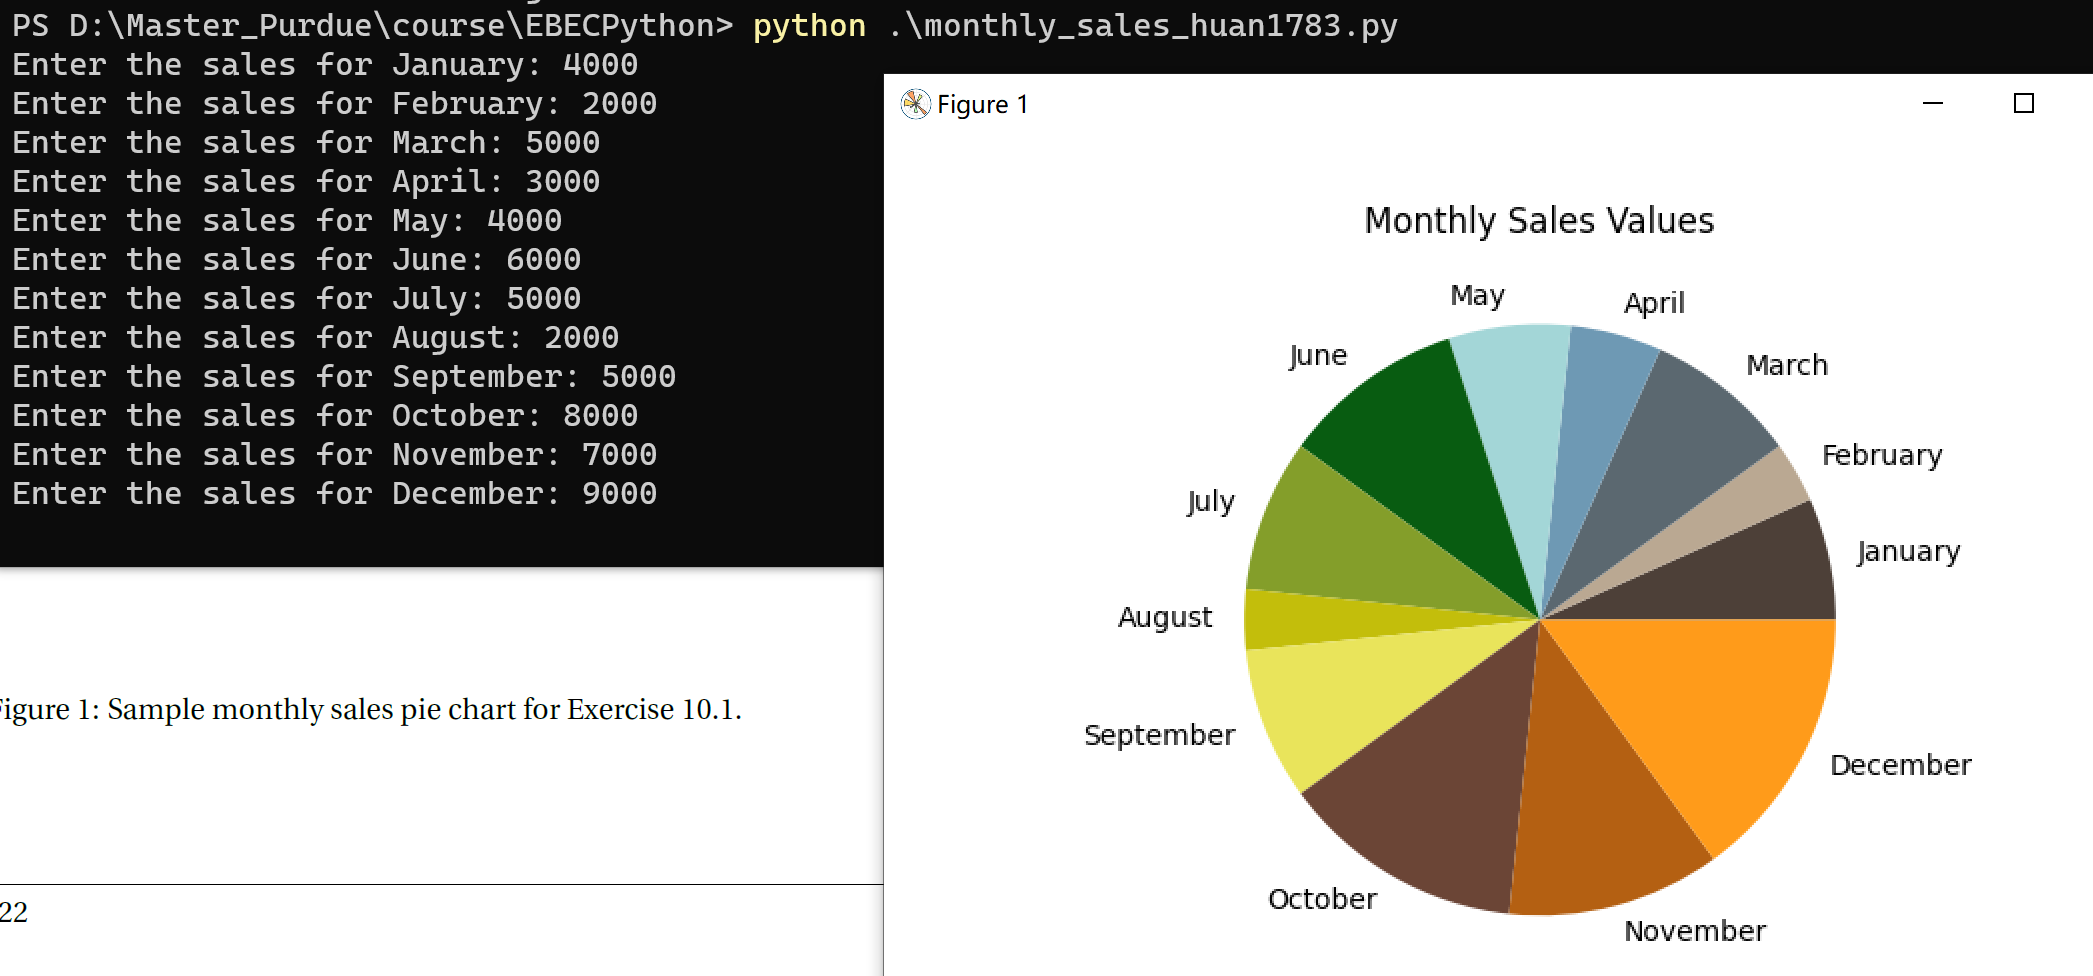 PS D:\Master_Purdue\course\EBECPython> python .\monthly_sales_huan1783.py
Enter the sales for January: 4000
Enter the sales for February: 2000
Enter the sales for March: 5000
Enter the sales for April: 3000
Enter the sales for May: 4000
Enter the sales for June: 6000
Enter the sales for July: 5000
Enter the sales for August: 2000
Enter the sales for September: 5000
Enter the sales for October: 8000
Enter the sales for November: 7000
Enter the sales for December: 9000
Figure 1
Monthly Sales Values
May
April
June
March
February
July
January
August
September
December
October
November
Figure 1: Sample monthly sales pie chart for Exercise 10.1.
22